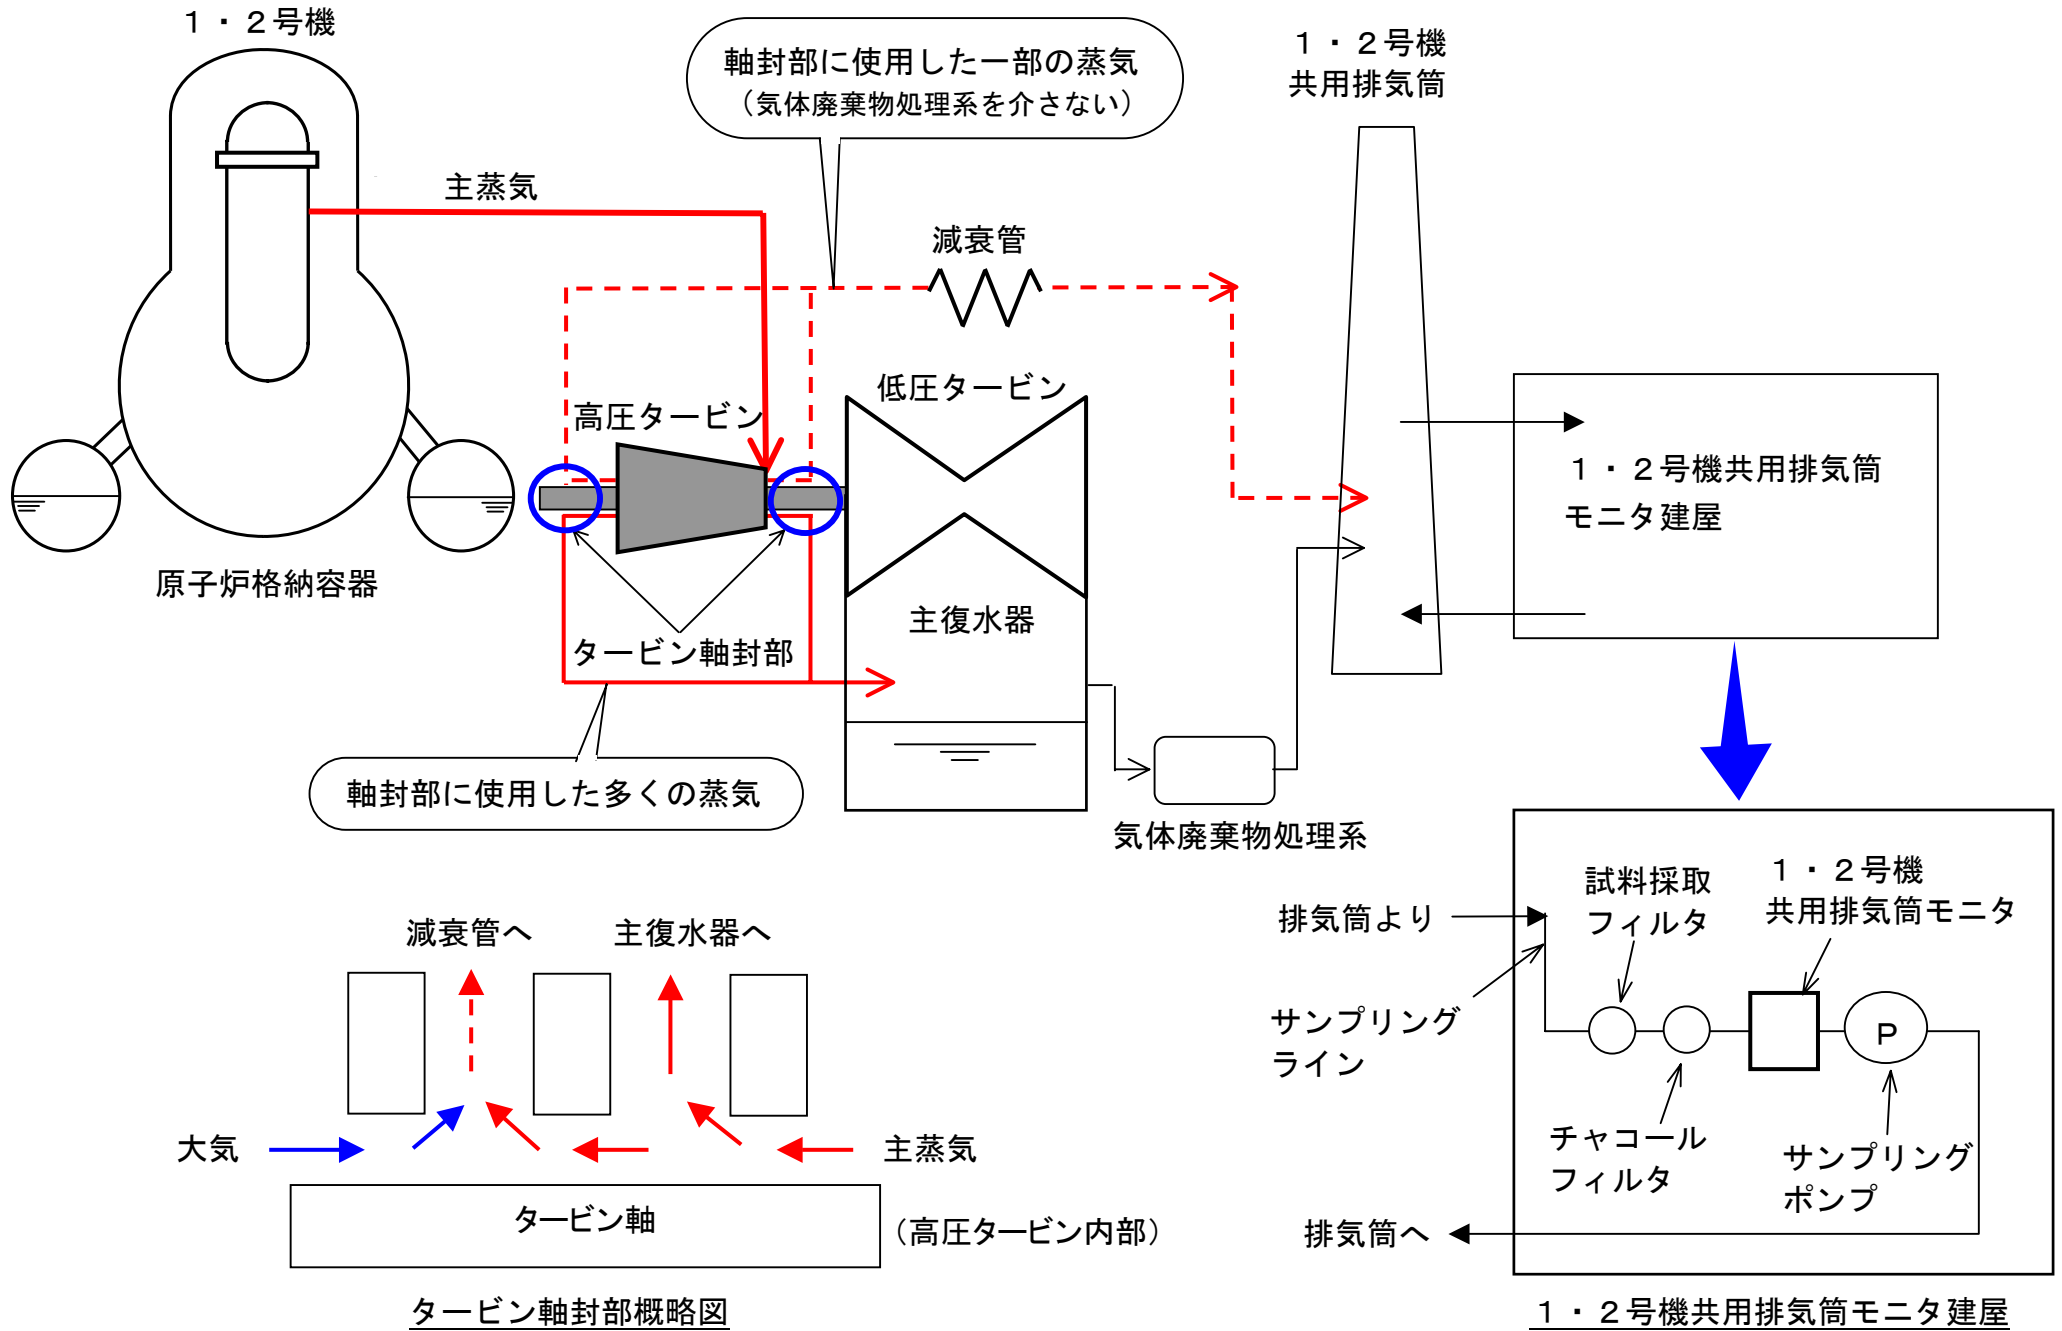 １・２号機
軸封部に使用した一部の蒸気
（気体廃棄物処理系を介さない）
１・２号機
共用排気筒
主蒸気
減衰管
低圧タービン
高圧タービン
１・２号機共用排気筒
モニタ建屋
原子炉格納容器
主復水器
タービン軸封部
軸封部に使用した多くの蒸気
気体廃棄物処理系
減衰管へ
主復水器へ
大気
主蒸気
タービン軸
（高圧タービン内部）
タービン軸封部概略図
排気筒より
試料採取
フィルタ
１・２号機
共用排気筒モニタ
サンプリング
ライン
P
チャコール
フィルタ
サンプリング
ポンプ
排気筒へ
１・２号機共用排気筒モニタ建屋